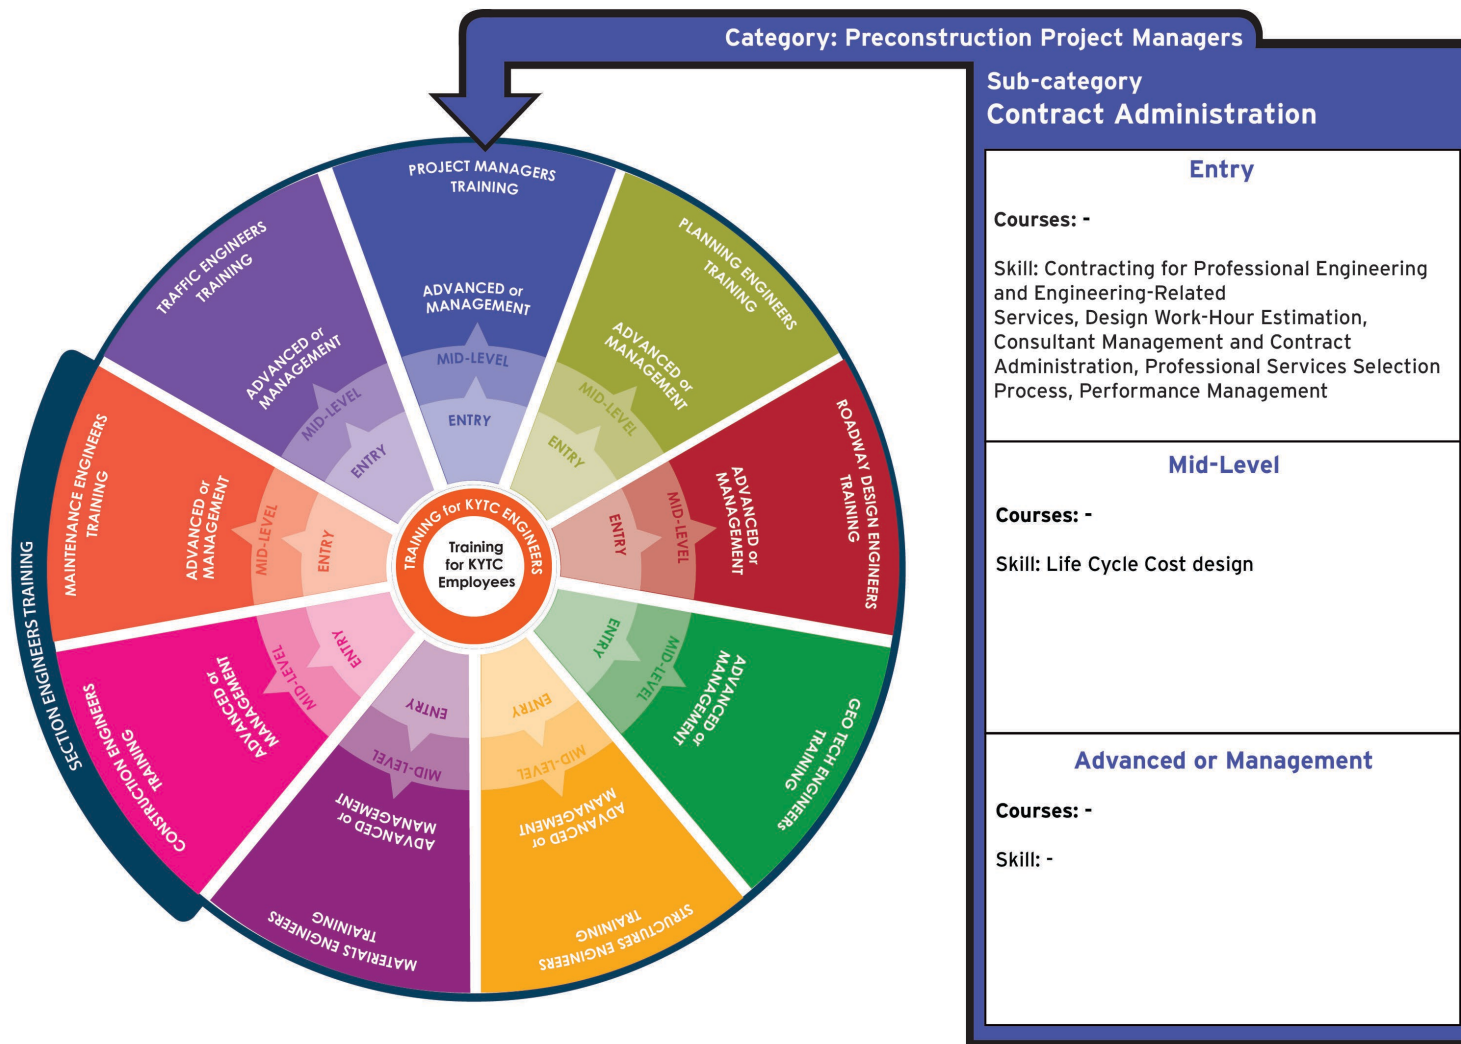 Category: Preconstruction Project Managers
Sub-category
Contract Administration
Entry
Courses: -
Skill: Contracting for Professional Engineering
and Engineering-Related
Services, Design Work-Hour Estimation,
Consultant Management and Contract
Administration, Professional Services Selection
Process, Performance Management
Mid-Level
Courses: -
Skill: Life Cycle Cost design
Advanced or Management
Courses: -
Skill: -
PROJECT MANAGERS
TRAINING
ADVANCED or
MANAGEMENT
MID-LEVEL
ENTRY
PLANNING ENGINEERS
TRAINING
ADVANCED or
MANAGEMENT
MID-LEVEL
ENTRY
ROADWAY DESIGN ENGINEERS
TRAINING
ADVANCED or
MANAGEMENT
MID-LEVEL
ENTRY
GEO TECH ENGINEERs
TRAINING
ADVANCED or
MANAGEMENT
MID-LEVEL
ENTRY
STRUCTURES ENGINEERS
TRAINING
ADVANCED or
MANAGEMENT
MID-LEVEL
ENTRY
MATERIALS ENGINEERS
TRAINING
ADVANCED or
MANAGEMENT
MID-LEVEL
ENTRY
CONSTRUCTION ENGINEERS
TRAINING
ADVANCED or
MANAGEMENT
MID-LEVEL
ENTRY
MAINTENANCE ENGINEERS
TRAINING
ADVANCED or
MANAGEMENT
MID-LEVEL
ENTRY
TRAFFIC ENGINEERS
TRAINING
ADVANCED or
MANAGEMENT
MID-LEVEL
ENTRY
SECTION ENGINEERS TRAINING
TRAINING for KYTC ENGINEERS
Training
for KYTC
Employees